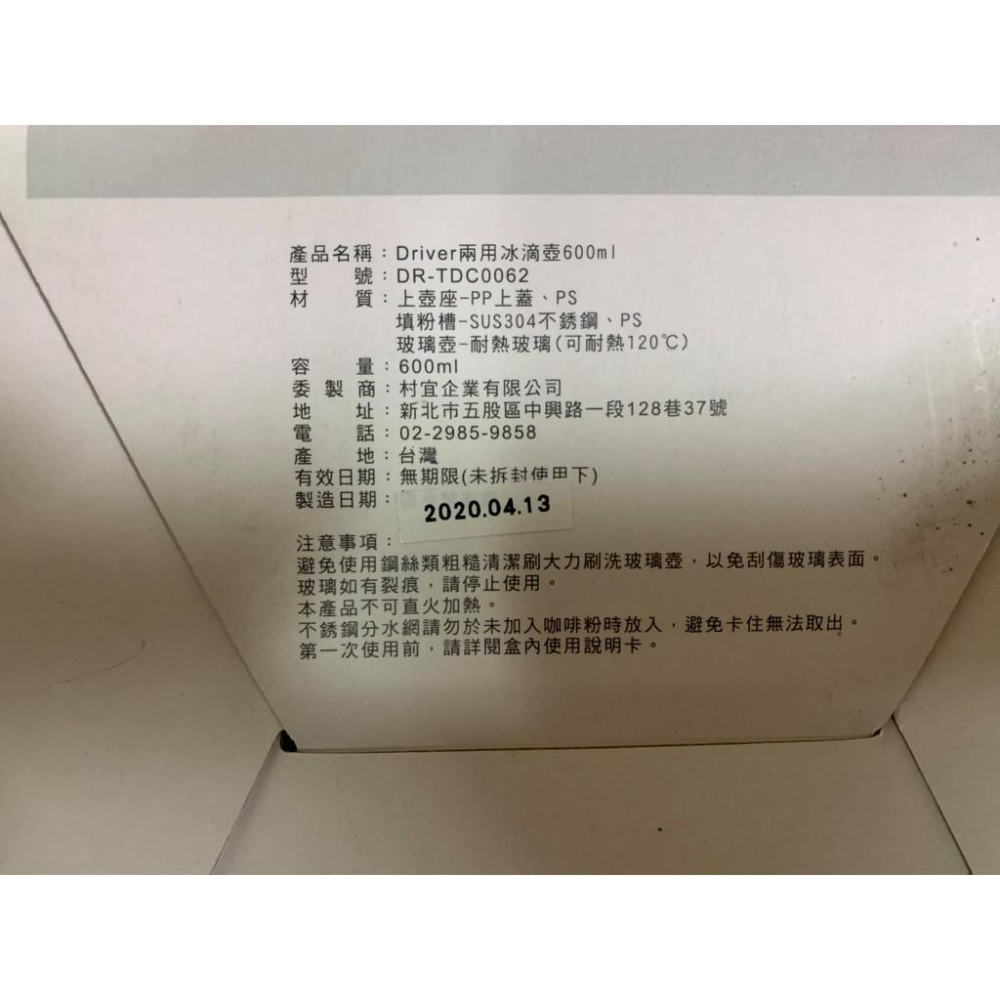 產品名稱：Driver兩用冰滴壺600ml
型號：DR-TDC0062
材質：上壺座-PP上蓋、PS
填粉槽-SUS304不銹鋼、PS
玻璃壺-耐熱玻璃(可耐熱120℃)
容量：600ml
委製商：村宜企業有限公司
地址：新北市五股區中興路一段128巷37號
電話：02-2985-9858
產地：台灣
有效日期：無期限(未拆封使用下)
製造日期：2020.04.13
注意事項：
避免使用鋼絲類粗糙清潔刷大力刷洗玻璃壺，以免刮傷玻璃表面。
玻璃如有裂痕，請停止使用。
本產品不可直火加熱。
不銹鋼分水網請勿於未加入咖啡粉時放入，避免卡住無法取出。
第一次使用前，請詳閱盒內使用說明卡。